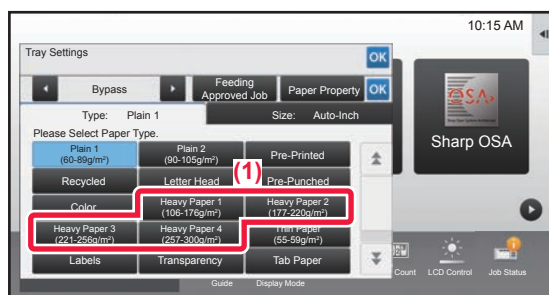 10:15 AM
Tray Settings
OK
Bypass
Feeding
Approved Job
Paper Property
OK
Type: Plain 1
Size: Auto-Inch
Please Select Paper Type.
Plain 1
(60-89g/m²)
Plain 2
(90-105g/m²)
Pre-Printed
Recycled
Letter Head
(1)
Pre-Punched
Color
Heavy Paper 1
(106-176g/m²)
Heavy Paper 2
(177-220g/m²)
Heavy Paper 3
(221-256g/m²)
Heavy Paper 4
(257-300g/m²)
Thin Paper
(55-59g/m²)
Labels
Transparency
Tab Paper
OSA
Sharp OSA
Count
LCD Control
Job Status
Guide
Display Mode